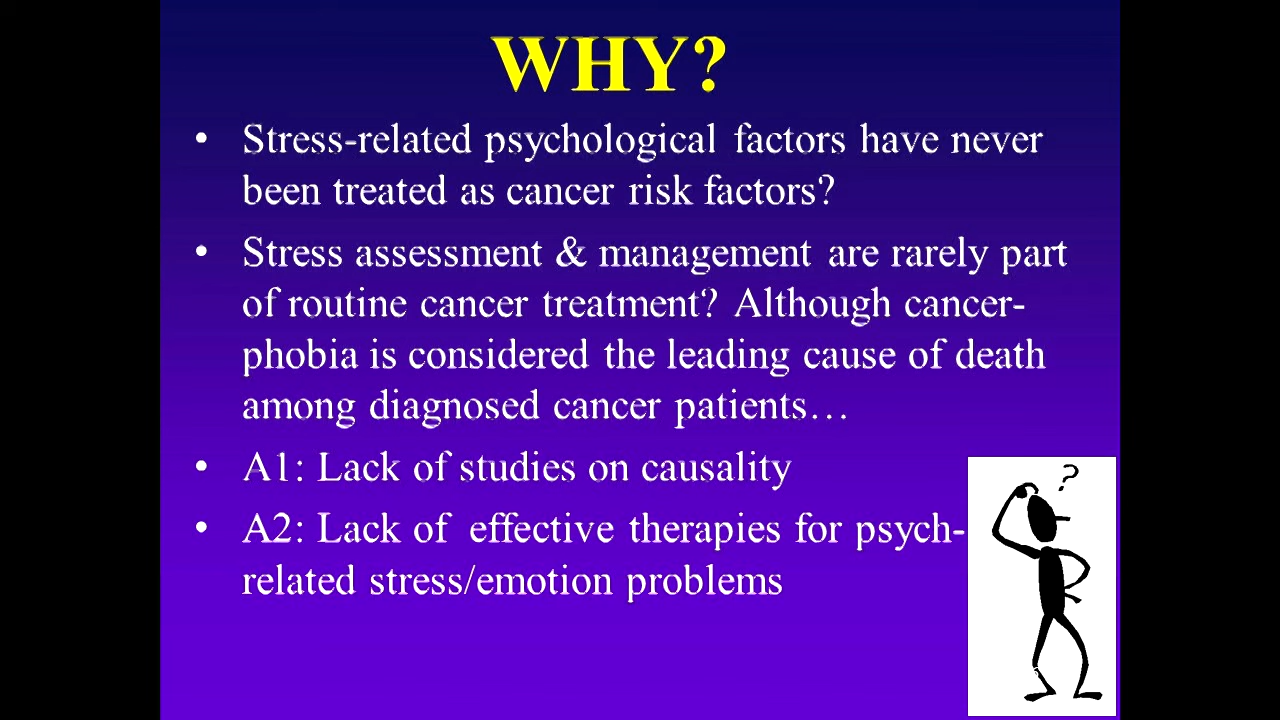 WHY?
• Stress-related psychological factors have never
been treated as cancer risk factors?
• Stress assessment & management are rarely part
of routine cancer treatment? Although cancer-
phobia is considered the leading cause of death
among diagnosed cancer patients…
• A1: Lack of studies on causality
?
• A2: Lack of effective therapies for psych-
related stress/emotion problems